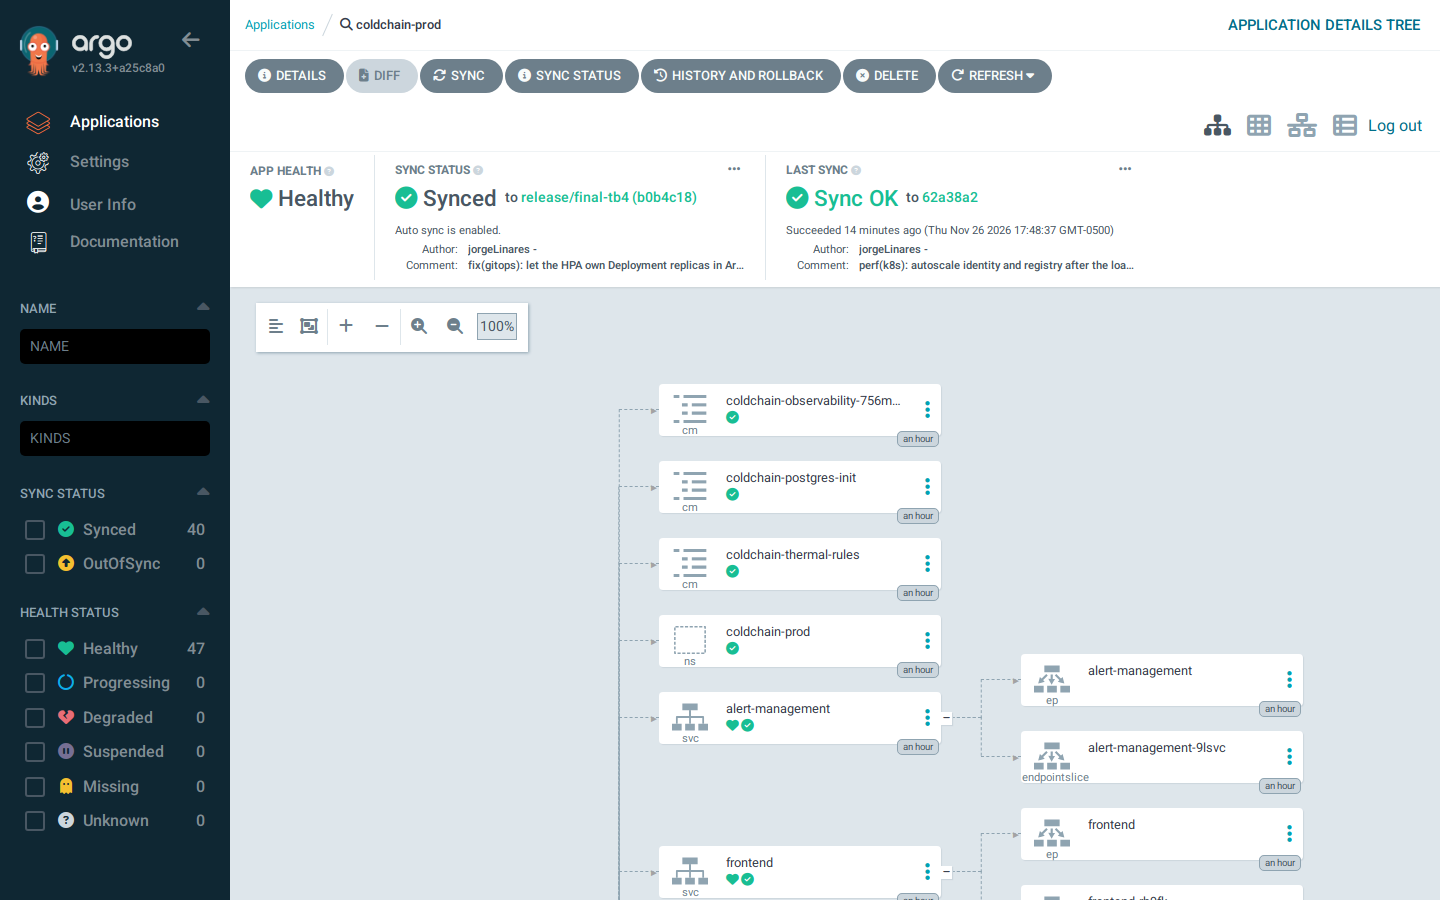 argo
v2.13.3+a25c8a0
Applications
Settings
User Info
Documentation
NAME
NAME
KINDS
KINDS
SYNC STATUS
Synced 40
OutOfSync 0
HEALTH STATUS
Healthy 47
Progressing 0
Degraded 0
Suspended 0
Missing 0
Unknown 0
Applications / coldchain-prod
APPLICATION DETAILS TREE
DETAILS DIFF SYNC SYNC STATUS HISTORY AND ROLLBACK DELETE REFRESH
Log out
APP HEALTH
Healthy
SYNC STATUS
Synced to release/final-tb4 (b0b4c18)
Auto sync is enabled.
Author: jorgeLinares -
Comment: fix(gitops): let the HPA own Deployment replicas in Ar...
LAST SYNC
Sync OK to 62a38a2
Succeeded 14 minutes ago (Thu Nov 26 2026 17:48:37 GMT-0500)
Author: jorgeLinares -
Comment: perf(k8s): autoscale identity and registry after the loa...
100%
coldchain-observability-756m...
cm
an hour
coldchain-postgres-init
cm
an hour
coldchain-thermal-rules
cm
an hour
coldchain-prod
ns
an hour
alert-management
svc
an hour
alert-management
ep
an hour
alert-management-9lsvc
endpointslice
an hour
frontend
svc
an hour
frontend
ep
an hour